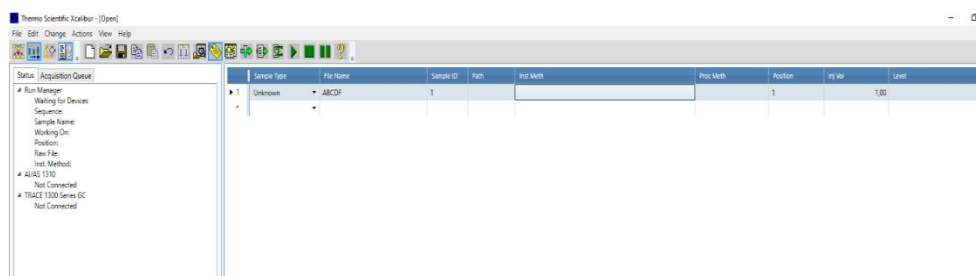 Thermo Scientific Xcalibur - [Open]
File Edit Change Actions View Help
Status Acquisition Queue
Run Manager
Waiting for Devices
Sequence:
Sample Name:
Working On:
Position:
Raw File:
Inst. Method:
AI/AS 1310
Not Connected
TRACE 1300 Series GC
Not Connected
Sample Type File Name Sample ID Path Inst Meth Proc Meth Position Inj Vol Level
1 Unknown ABCDF 1 1 1,00
*